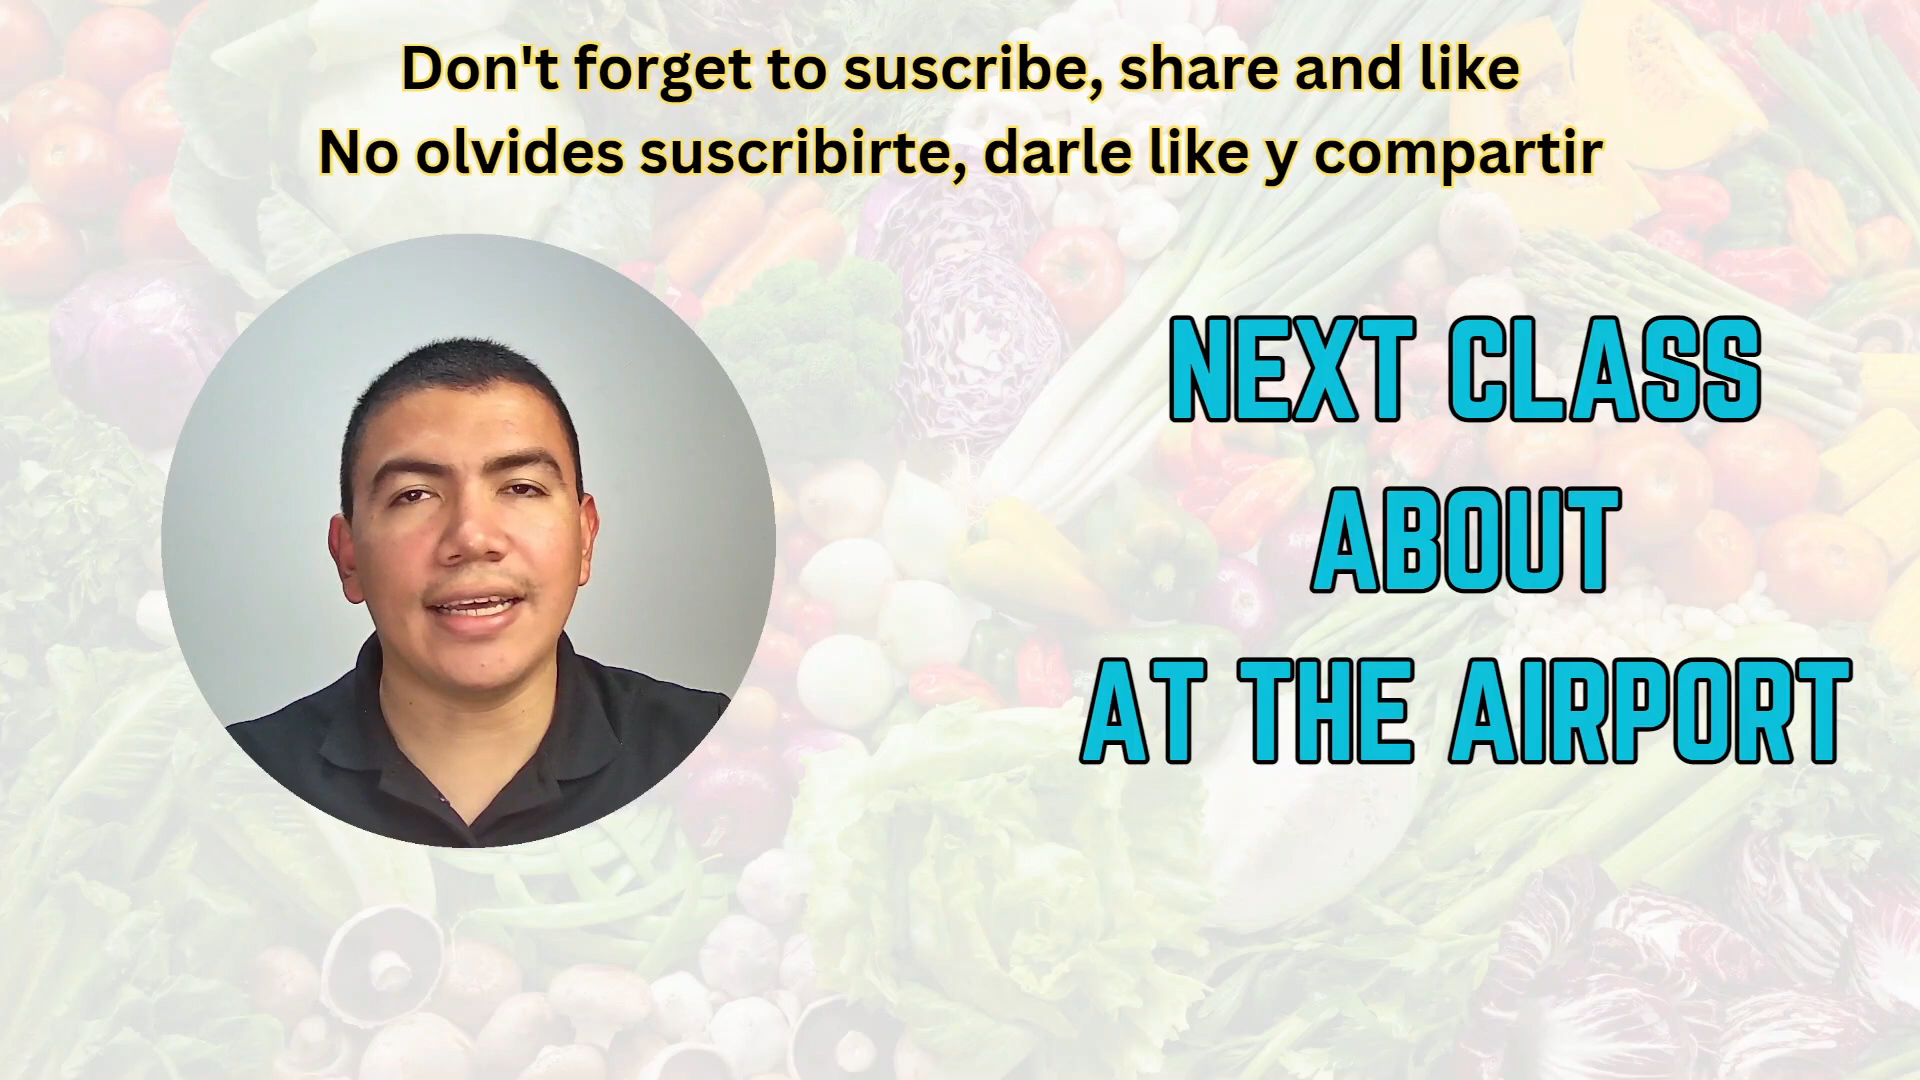 Don't forget to suscribe, share and like
No olvides suscribirte, darle like y compartir
NEXT CLASS
ABOUT
AT THE AIRPORT